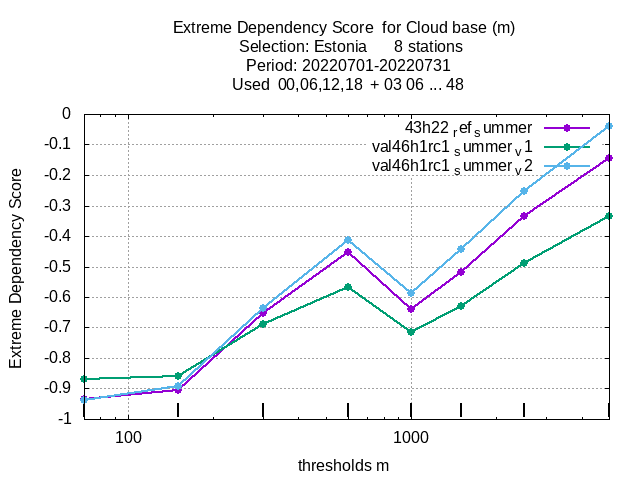 Extreme Dependency Score for Cloud base (m)
Selection: Estonia 8 stations
Period: 20220701-20220731
Used 00,06,12,18 + 03 06 ... 48
43h22 ref summer
val46h1rc1 summer v1
val46h1rc1 summer v2
Extreme Dependency Score
0
-0.1
-0.2
-0.3
-0.4
-0.5
-0.6
-0.7
-0.8
-0.9
-1
100 1000
thresholds m